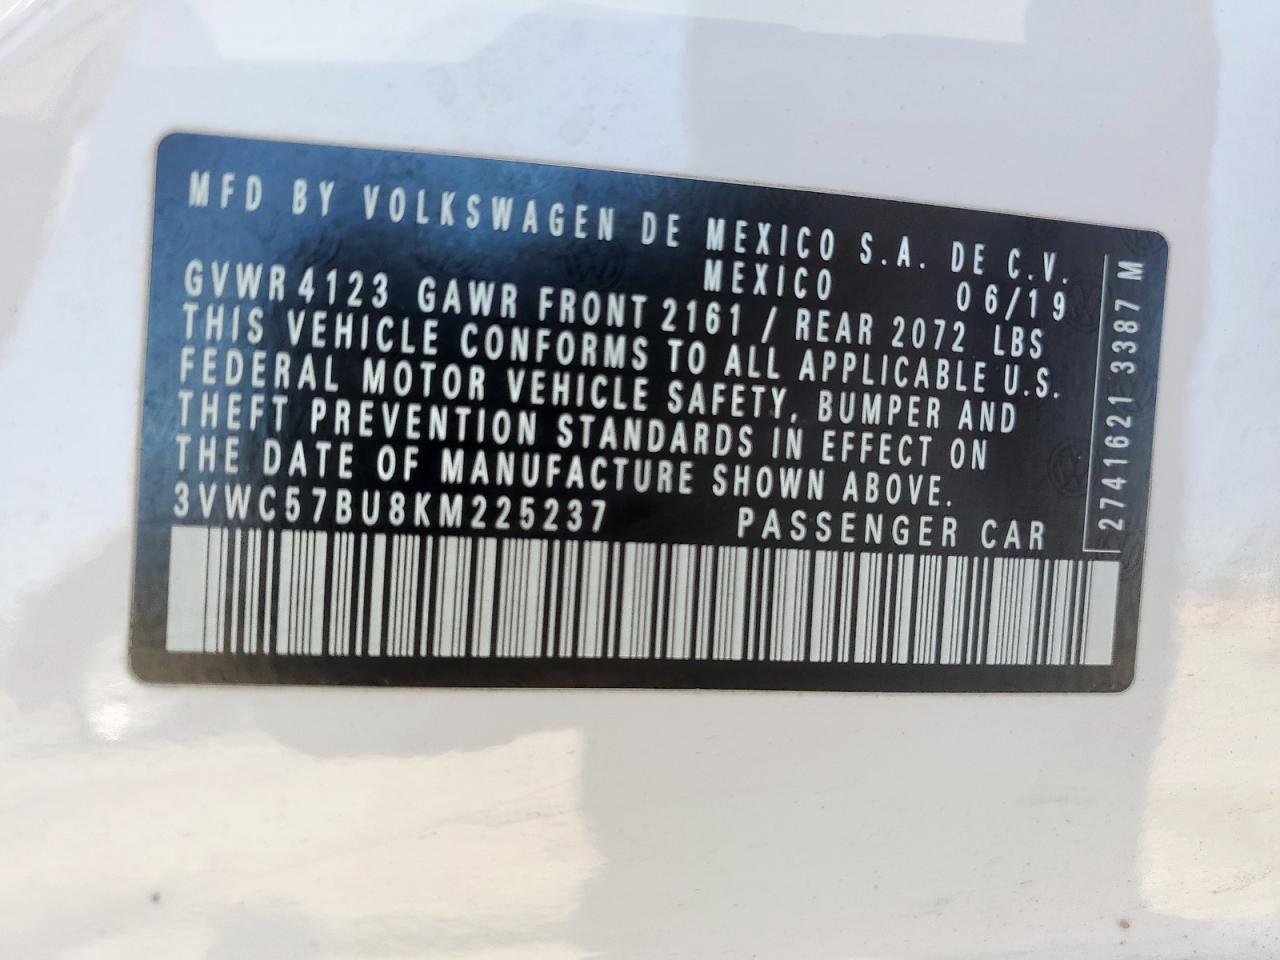 MFD BY VOLKSWAGEN DE MEXICO S.A. DE C.V.
MEXICO 06/19
GVWR 4123 GAWR FRONT 2161 / REAR 2072 LBS
THIS VEHICLE CONFORMS TO ALL APPLICABLE U.S.
FEDERAL MOTOR VEHICLE SAFETY, BUMPER AND
THEFT PREVENTION STANDARDS IN EFFECT ON
THE DATE OF MANUFACTURE SHOWN ABOVE.
3VWC57BU8KM225237 PASSENGER CAR
2741621 3387 M